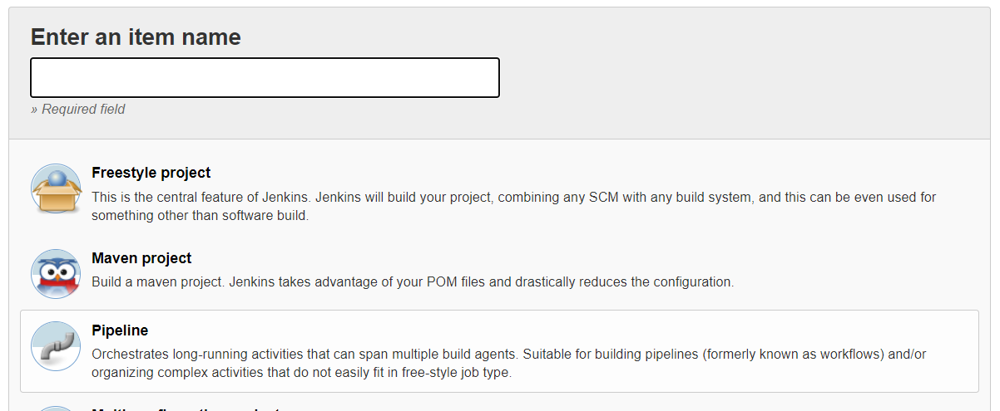 Enter an item name
» Required field
Freestyle project
This is the central feature of Jenkins. Jenkins will build your project, combining any SCM with any build system, and this can be even used for
something other than software build.
Maven project
Build a maven project. Jenkins takes advantage of your POM files and drastically reduces the configuration.
Pipeline
Orchestrates long-running activities that can span multiple build agents. Suitable for building pipelines (formerly known as workflows) and/or
organizing complex activities that do not easily fit in free-style job type.